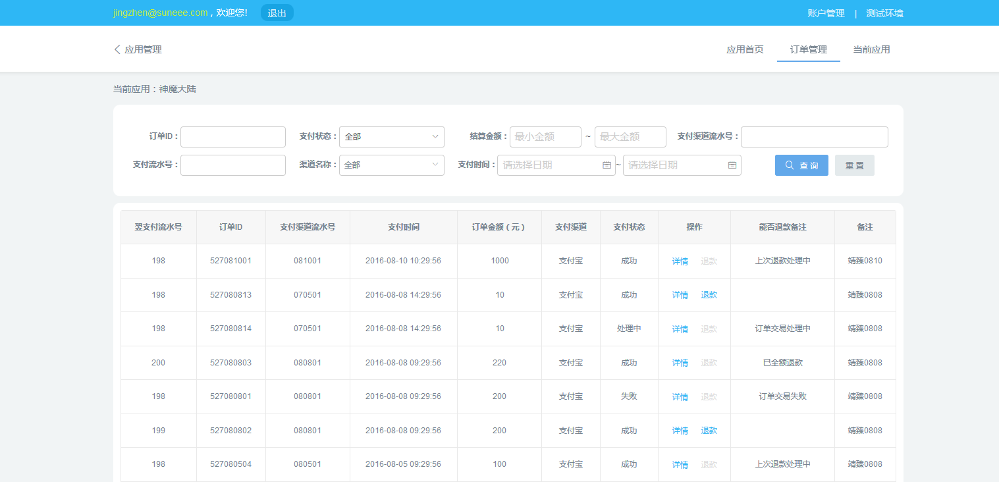 jingzhen@suneee.com，欢迎您! 退出 账户管理 | 测试环境
应用管理 应用首页 订单管理 当前应用
当前应用：神魔大陆
订单ID： 支付状态： 全部 结算金额： 最小金额 ~ 最大金额 支付渠道流水号：
支付流水号： 渠道名称： 全部 支付时间： 请选择日期 ~ 请选择日期 查询 重置
翌支付流水号 订单ID 支付渠道流水号 支付时间 订单金额（元） 支付渠道 支付状态 操作 能否退款备注 备注
198 527081001 081001 2016-08-10 10:29:56 1000 支付宝 成功 详情 退款 上次退款处理中 靖臻0810
198 527080813 070501 2016-08-08 14:29:56 10 支付宝 成功 详情 退款 靖臻0808
198 527080814 070501 2016-08-08 14:29:56 10 支付宝 处理中 详情 退款 订单交易处理中 靖臻0808
200 527080803 080801 2016-08-08 09:29:56 220 支付宝 成功 详情 退款 已全额退款 靖臻0808
198 527080801 080801 2016-08-08 09:29:56 200 支付宝 失败 详情 退款 订单交易失败 靖臻0808
199 527080802 080801 2016-08-08 09:29:56 200 支付宝 成功 详情 退款 靖臻0808
198 527080504 080501 2016-08-05 09:29:56 100 支付宝 成功 详情 退款 上次退款处理中 靖臻0808